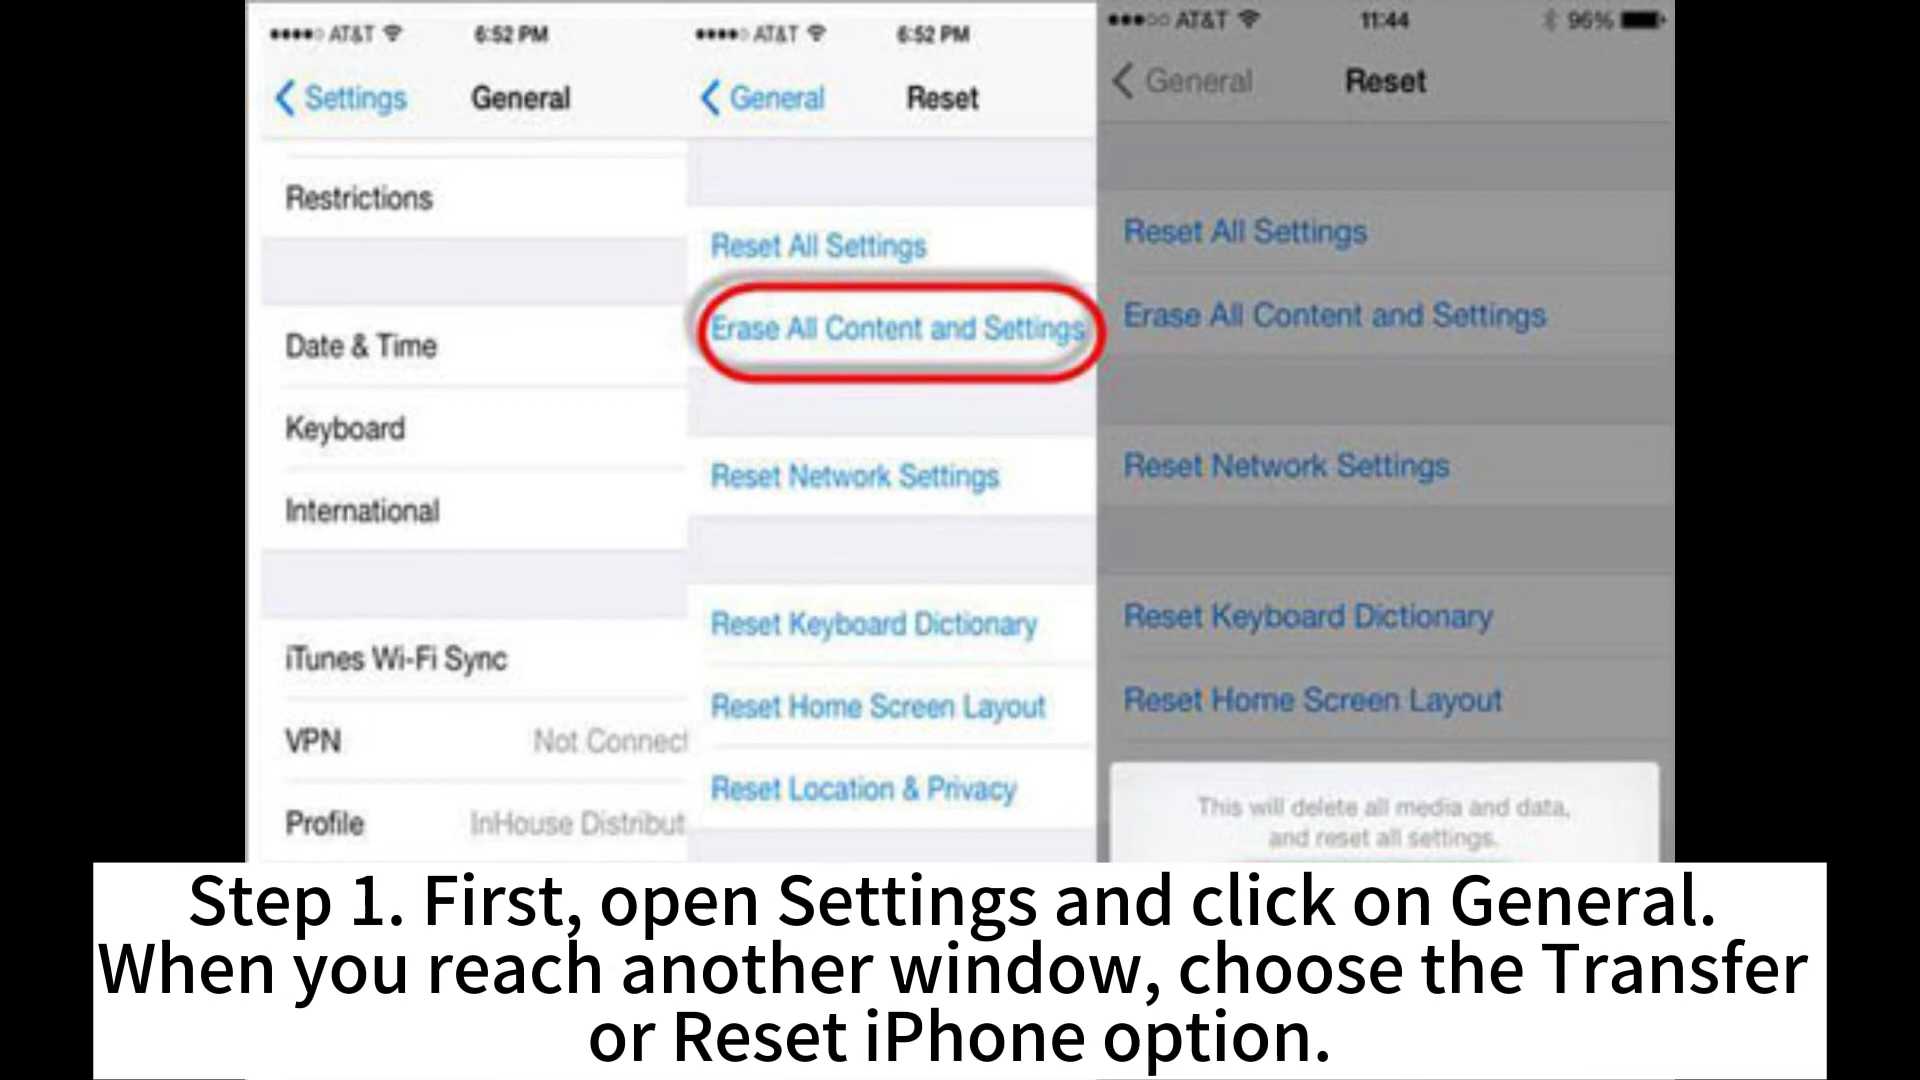 AT&T 6:52 PM
Settings General
Restrictions
Date & Time
Keyboard
International
iTunes Wi-Fi Sync
VPN Not Connect
Profile InHouse Distribut
AT&T 6:52 PM
General Reset
Reset All Settings
Erase All Content and Settings
Reset Network Settings
Reset Keyboard Dictionary
Reset Home Screen Layout
Reset Location & Privacy
AT&T 11:44 96%
General Reset
Reset All Settings
Erase All Content and Settings
Reset Network Settings
Reset Keyboard Dictionary
Reset Home Screen Layout
This will delete all media and data,
and reset all settings.
Step 1. First, open Settings and click on General.
When you reach another window, choose the Transfer
or Reset iPhone option.